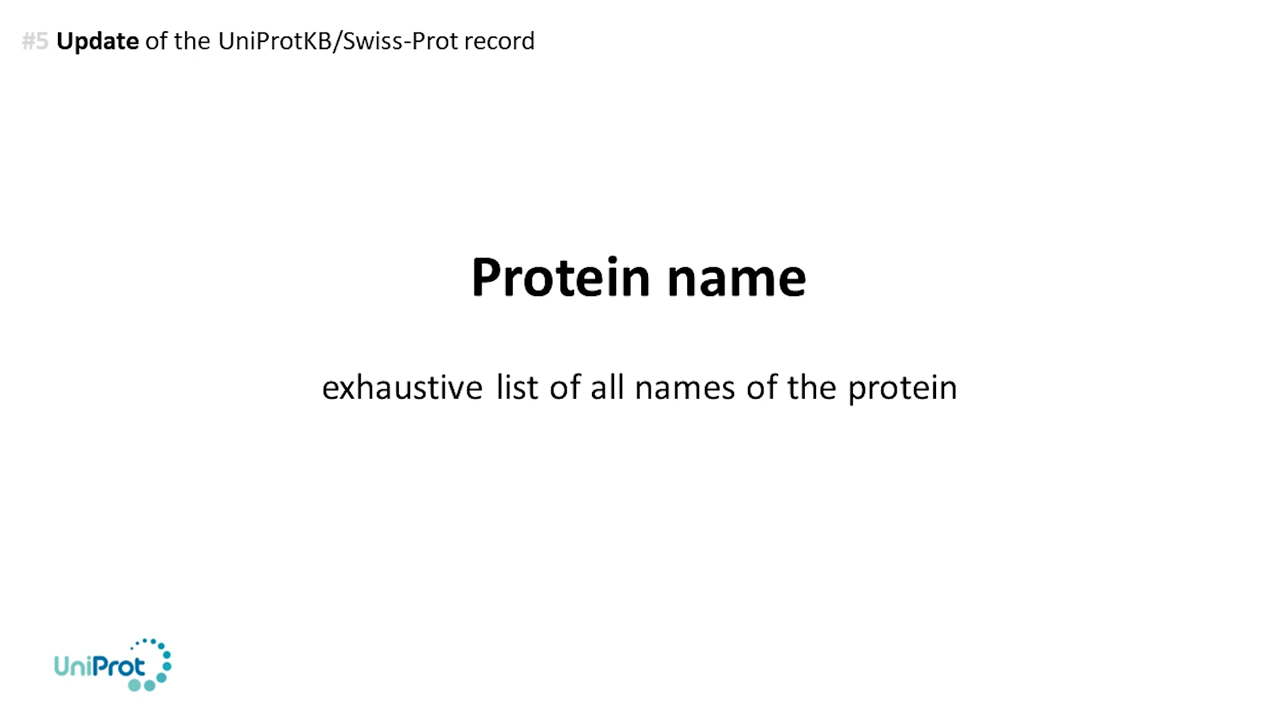 #5 Update of the UniProtKB/Swiss-Prot record
Protein name
exhaustive list of all names of the protein
UniProt